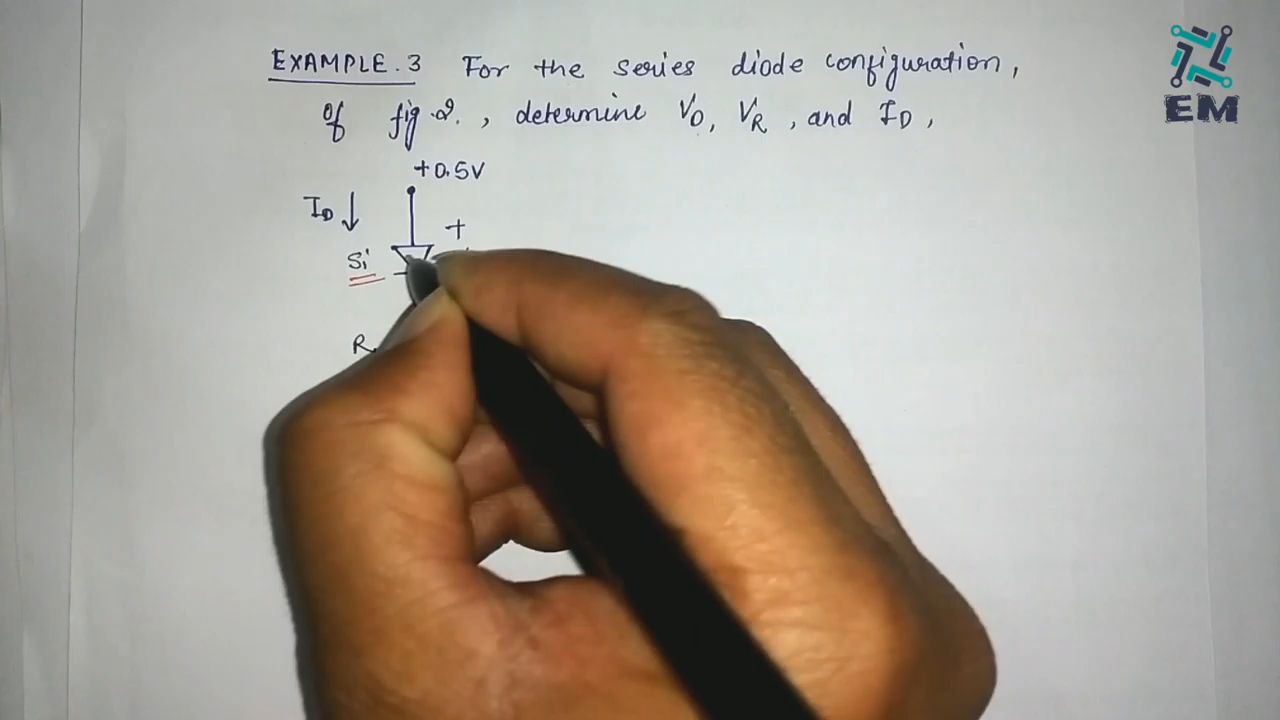 EXAMPLE.3 For the series diode configuration,
of fig.2., determine VD, VR, and ID,
+0.5V
ID
+
Si
R
EM